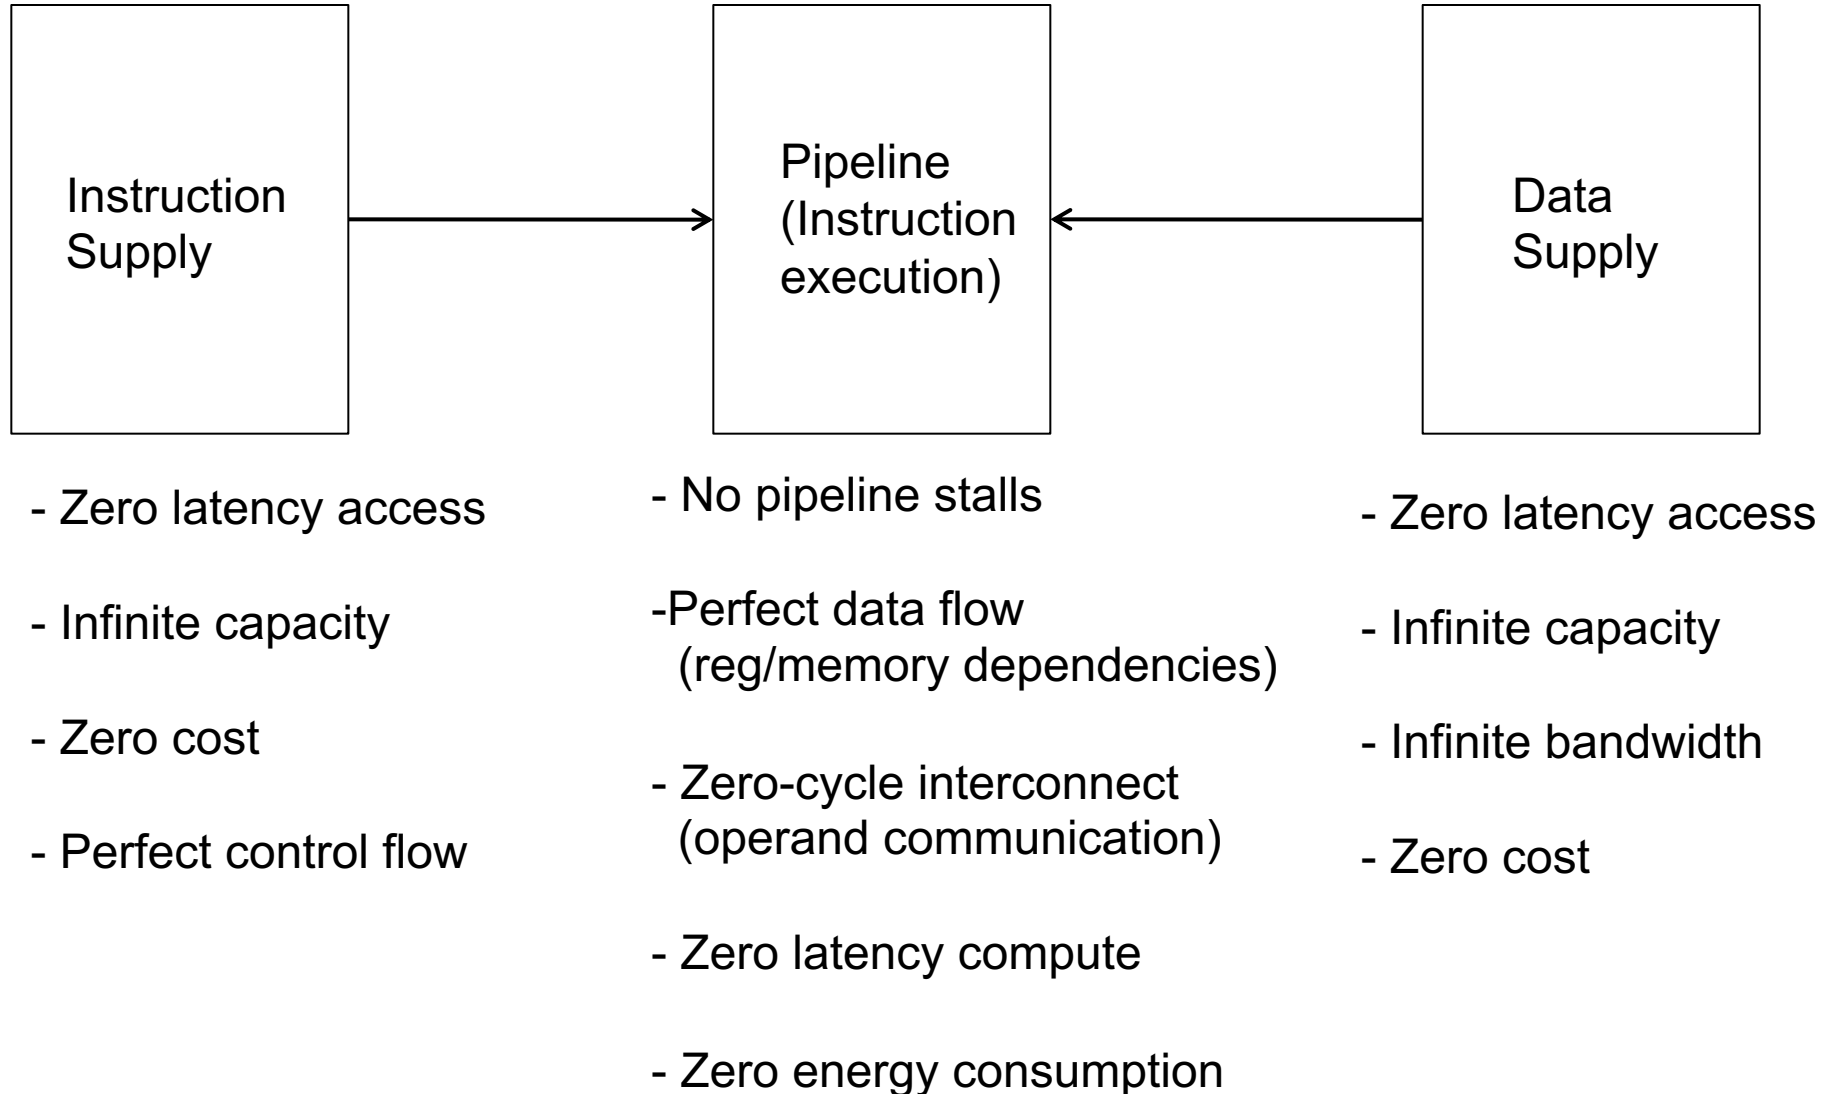 Instruction
Supply
Pipeline
(Instruction
execution)
Data
Supply
- Zero latency access
- Infinite capacity
- Zero cost
- Perfect control flow
- No pipeline stalls
-Perfect data flow
(reg/memory dependencies)
- Zero-cycle interconnect
(operand communication)
- Zero latency compute
- Zero energy consumption
- Zero latency access
- Infinite capacity
- Infinite bandwidth
- Zero cost